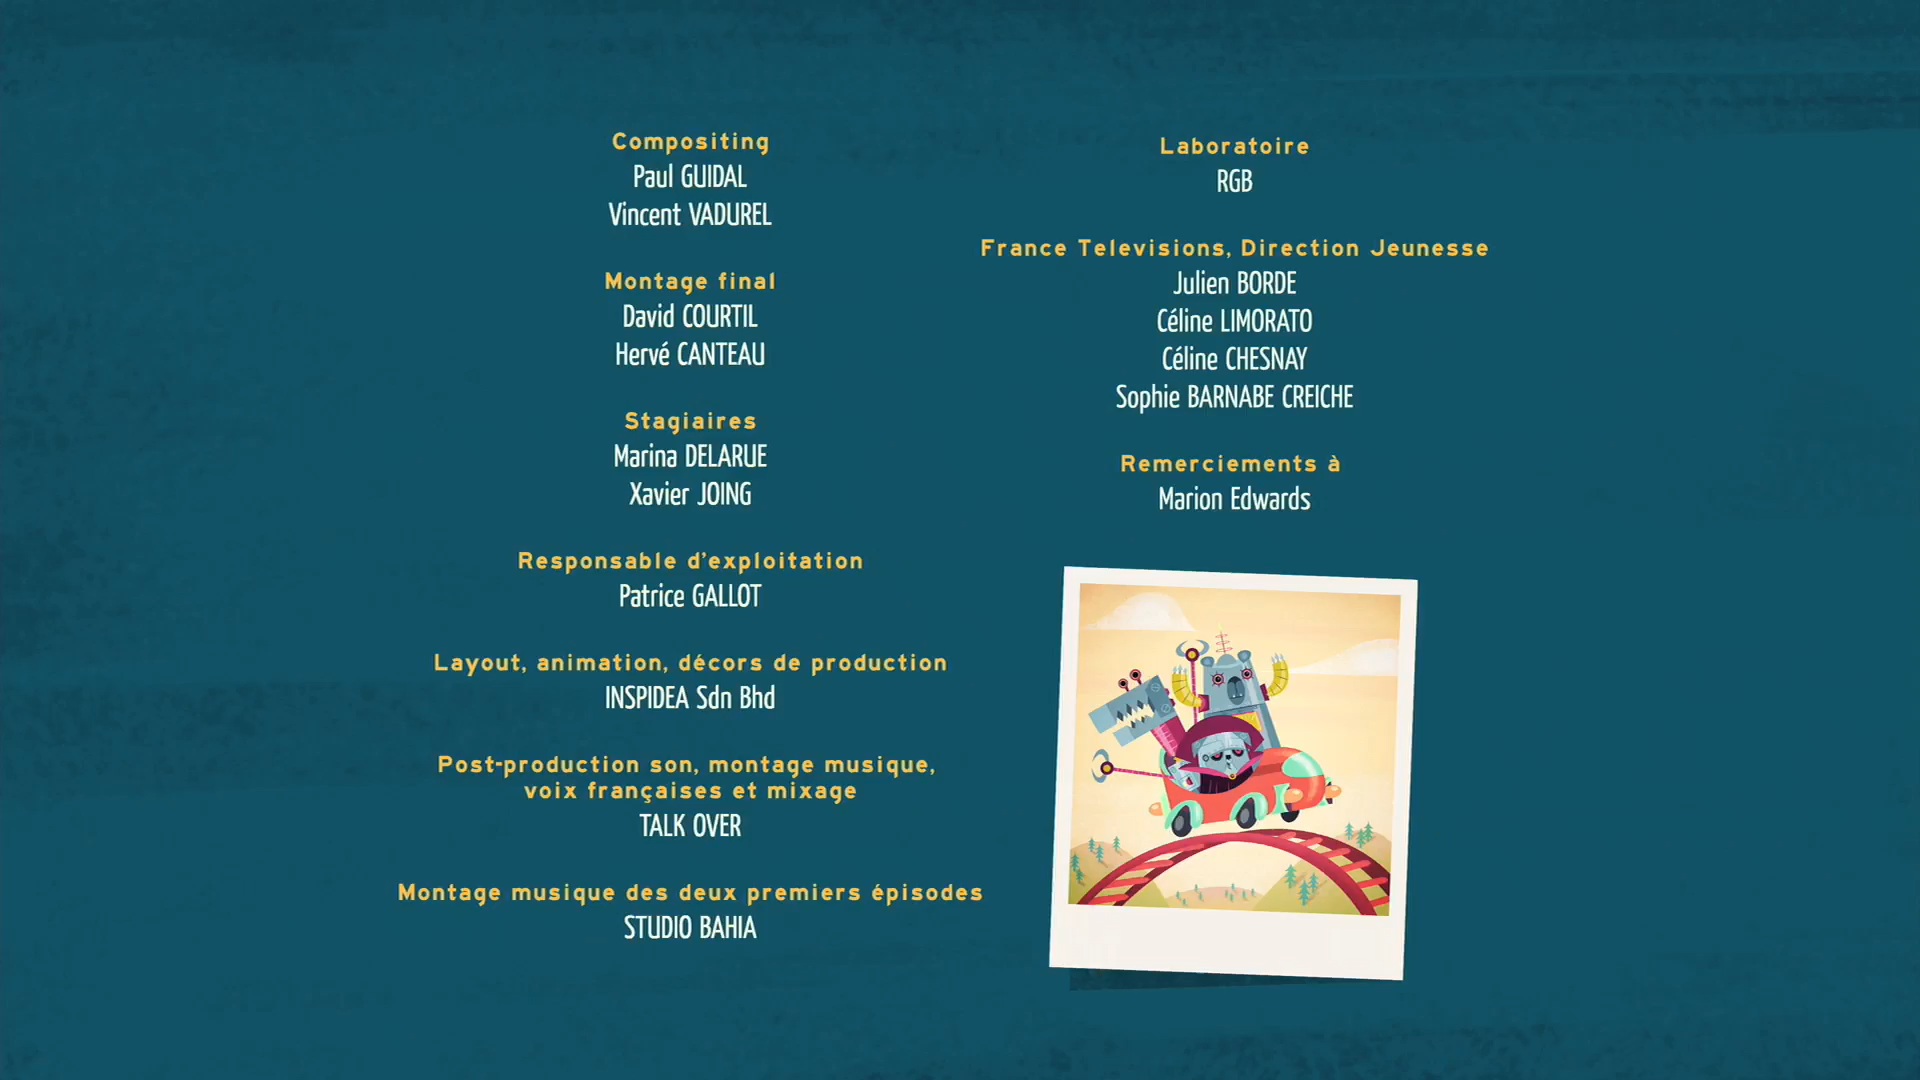 Compositing
Paul GUIDAL
Vincent VADUREL
Montage final
David COURTIL
Hervé CANTEAU
Stagiaires
Marina DELARUE
Xavier JOING
Responsable d'exploitation
Patrice GALLOT
Layout, animation, décors de production
INSPIDEA Sdn Bhd
Post-production son, montage musique,
voix françaises et mixage
TALK OVER
Montage musique des deux premiers épisodes
STUDIO BAHIA
Laboratoire
RGB
France Televisions, Direction Jeunesse
Julien BORDE
Céline LIMORATO
Céline CHESNAY
Sophie BARNABE CREICHE
Remerciements à
Marion Edwards